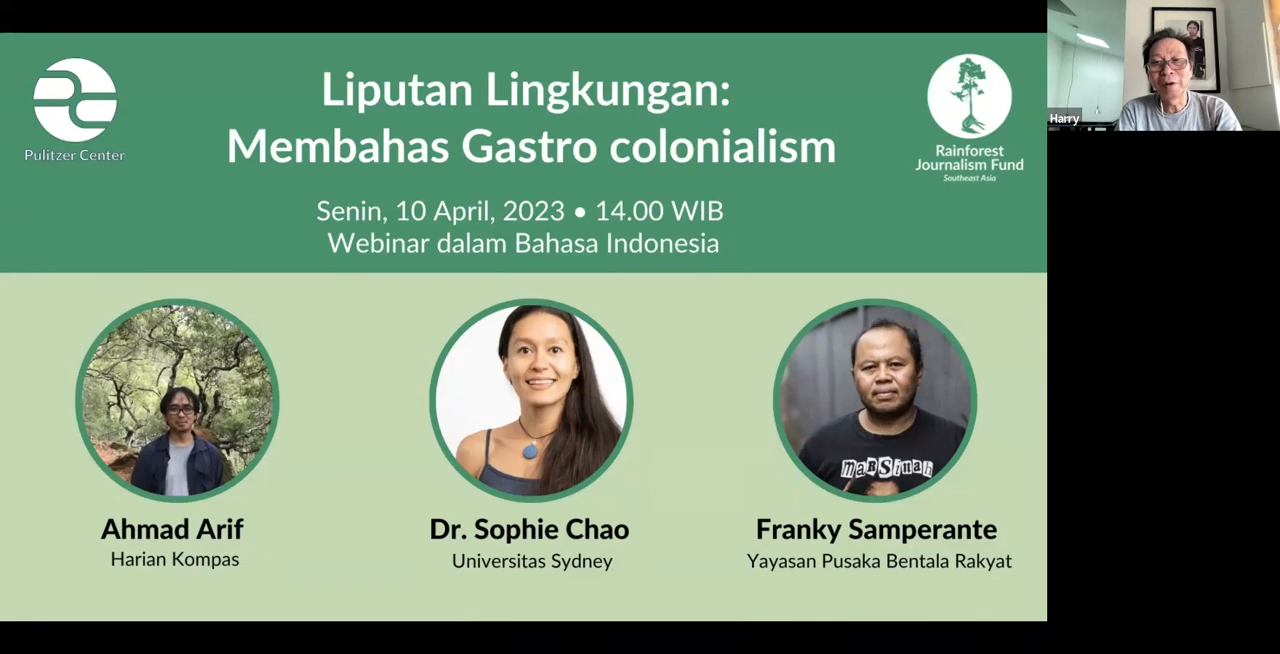 Pulitzer Center
Liputan Lingkungan:
Membahas Gastro colonialism
Senin, 10 April, 2023 • 14.00 WIB
Webinar dalam Bahasa Indonesia
Rainforest
Journalism Fund
Southeast Asia
Harry
marsinah
Ahmad Arif
Harian Kompas
Dr. Sophie Chao
Universitas Sydney
Franky Samperante
Yayasan Pusaka Bentala Rakyat